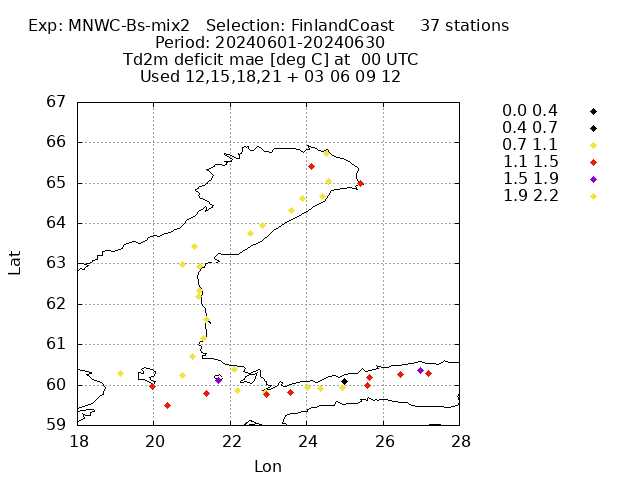 Exp: MNWC-Bs-mix2   Selection: FinlandCoast     37 stations
Period: 20240601-20240630
Td2m deficit mae [deg C] at  00 UTC
Used 12,15,18,21 + 03 06 09 12
67
66
65
64
63
62
61
60
59
18 20 22 24 26 28
Lat
Lon
0.0 0.4
0.4 0.7
0.7 1.1
1.1 1.5
1.5 1.9
1.9 2.2